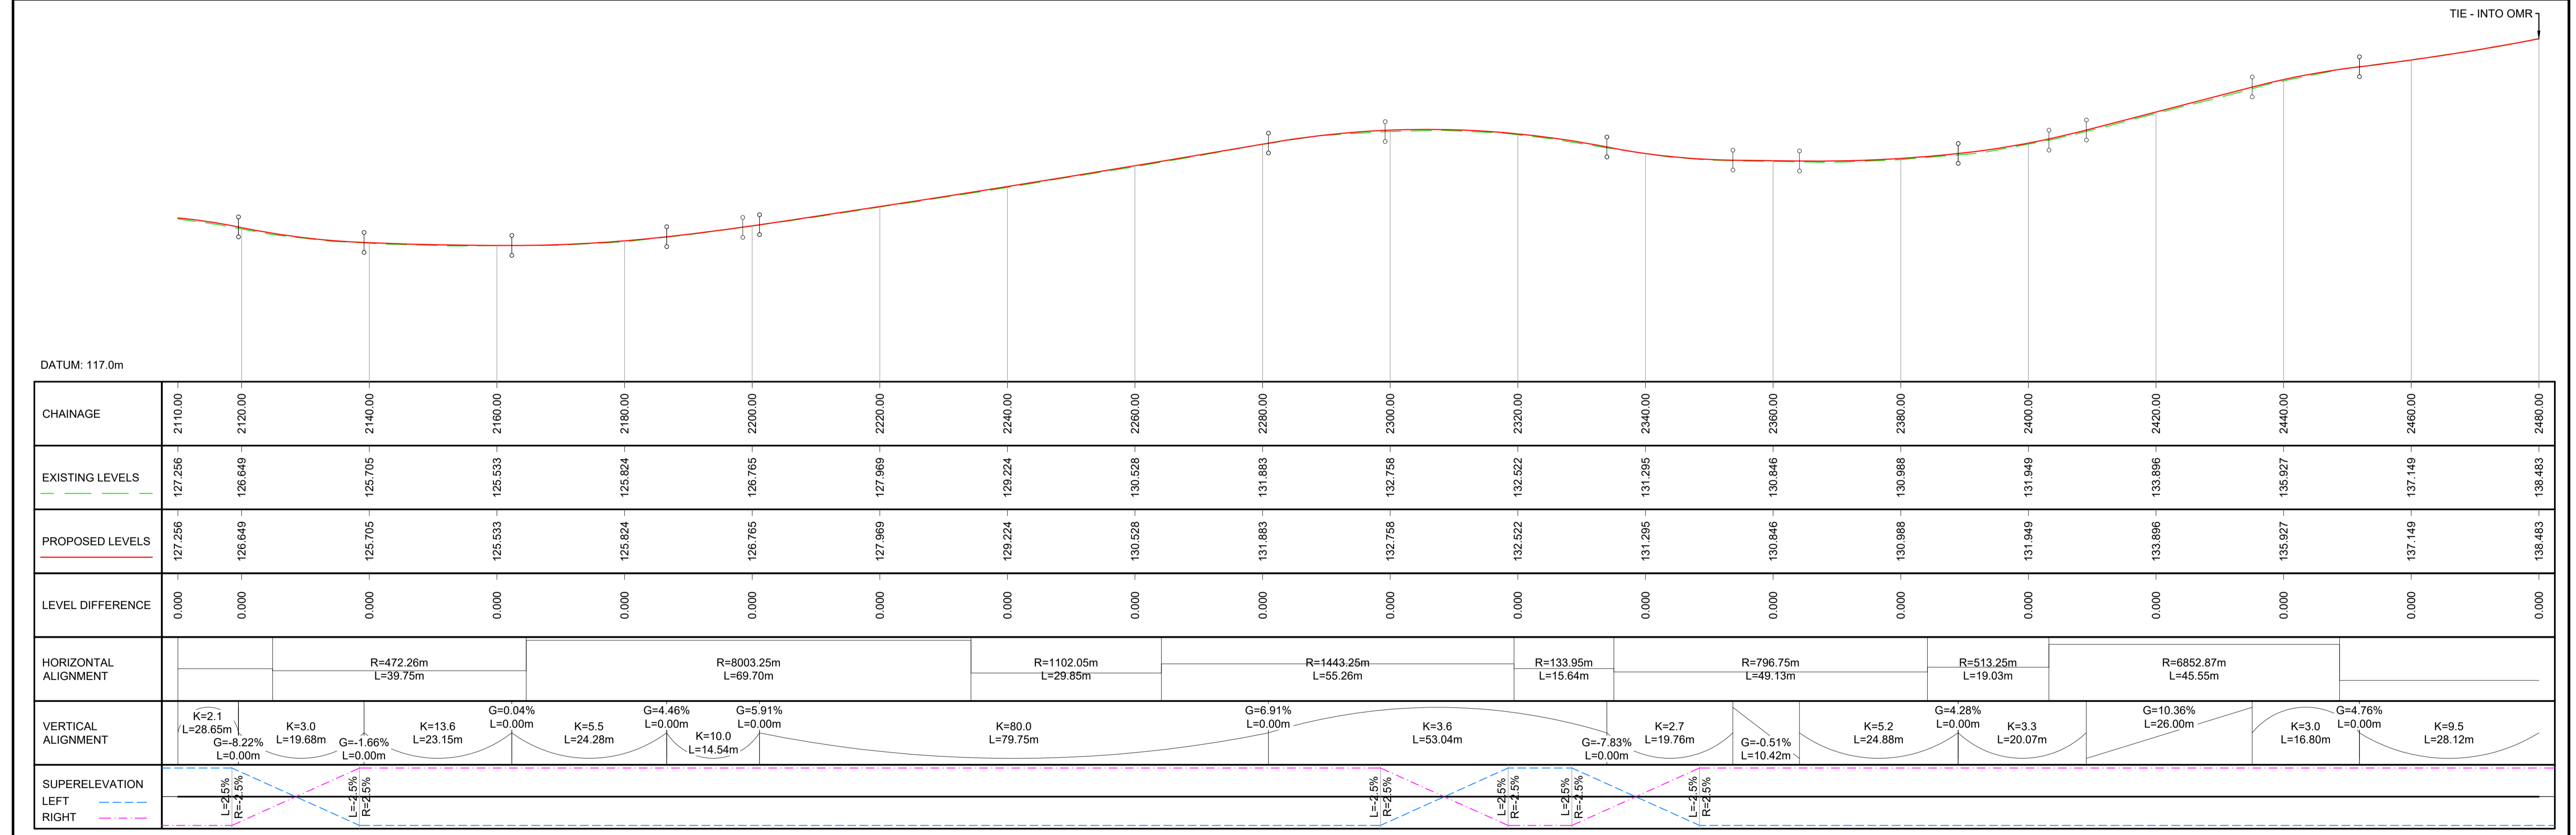 TIE - INTO OMR
DATUM: 117.0m
CHAINAGE
2110.00 2120.00 2140.00 2160.00 2180.00 2200.00 2220.00 2240.00 2260.00 2280.00 2300.00 2320.00 2340.00 2360.00 2380.00 2400.00 2420.00 2440.00 2460.00 2480.00
EXISTING LEVELS
127.256 126.649 125.705 125.533 125.824 126.765 127.969 129.224 130.528 131.883 132.758 132.522 131.295 130.846 130.988 131.949 133.896 135.927 137.149 138.483
PROPOSED LEVELS
127.256 126.649 125.705 125.533 125.824 126.765 127.969 129.224 130.528 131.883 132.758 132.522 131.295 130.846 130.988 131.949 133.896 135.927 137.149 138.483
LEVEL DIFFERENCE
0.000 0.000 0.000 0.000 0.000 0.000 0.000 0.000 0.000 0.000 0.000 0.000 0.000 0.000 0.000 0.000 0.000 0.000 0.000 0.000
HORIZONTAL
ALIGNMENT
R=472.26m
L=39.75m
R=8003.25m
L=69.70m
R=1102.05m
L=29.85m
R=1443.25m
L=55.26m
R=133.95m
L=15.64m
R=796.75m
L=49.13m
R=513.25m
L=19.03m
R=6852.87m
L=45.55m
VERTICAL
ALIGNMENT
K=2.1
L=28.65m
G=-8.22%
L=0.00m
K=3.0
L=19.68m
G=-1.66%
L=0.00m
K=13.6
L=23.15m
G=0.04%
L=0.00m
K=5.5
L=24.28m
G=4.46%
L=0.00m
K=10.0
L=14.54m
G=5.91%
L=0.00m
K=80.0
L=79.75m
G=6.91%
L=0.00m
K=3.6
L=53.04m
G=-7.83%
L=0.00m
K=2.7
L=19.76m
G=-0.51%
L=10.42m
K=5.2
L=24.88m
G=4.28%
L=0.00m
K=3.3
L=20.07m
G=10.36%
L=26.00m
K=3.0
L=16.80m
G=4.76%
L=0.00m
K=9.5
L=28.12m
SUPERELEVATION
LEFT
RIGHT
L=2.5%
R=-2.5%
L=-2.5%
R=2.5%
L=-2.5%
R=2.5%
L=2.5%
R=-2.5%
L=2.5%
R=-2.5%
L=-2.5%
R=2.5%